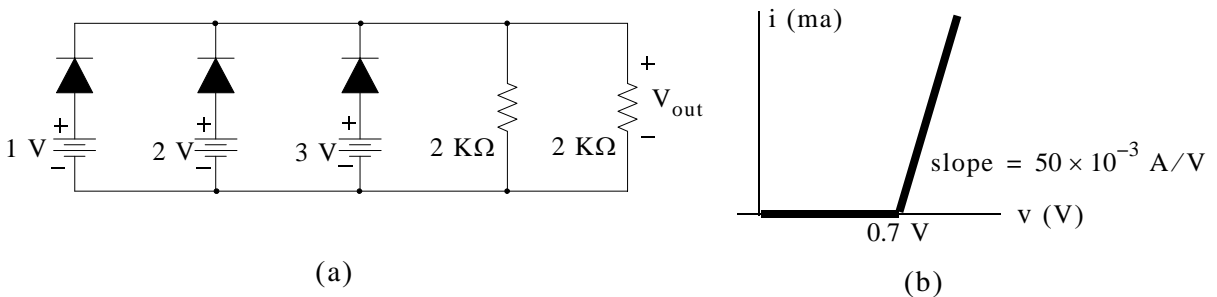 1 V
+
−
2 V
+
−
3 V
+
−
2 KΩ
2 KΩ
+
V_out
−
(a)
i (ma)
slope = 50 × 10⁻³ A ∕ V
v (V)
0.7 V
(b)